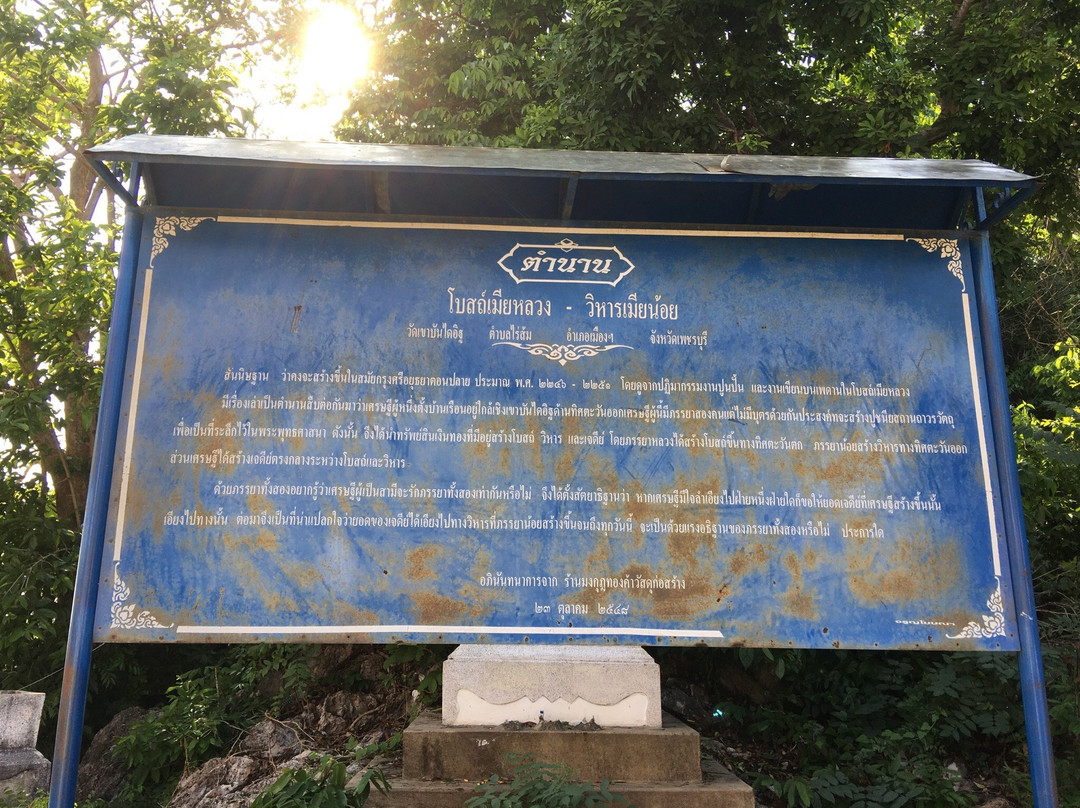 ตำนาน
โบสถ์เมียหลวง - วิหารเมียน้อย
วัดเขาบันไดอิฐ ตำบลไร่ส้ม อำเภอเมืองฯ จังหวัดเพชรบุรี
สันนิษฐาน ว่าคงจะสร้างขึ้นในสมัยกรุงศรีอยุธยาตอนปลาย ประมาณ พ.ศ. ๒๒๔๖ - ๒๒๕๑ โดยดูจากปฏิมากรรมงานปูนปั้น และงานเขียนบนเพดานในโบสถ์เมียหลวง
มีเรื่องเล่าเป็นตำนานสืบต่อกันมาว่าเศรษฐีผู้หนึ่งตั้งบ้านเรือนอยู่ใกล้เชิงเขาบันไดอิฐด้านทิศตะวันออกเศรษฐีผู้นี้มีภรรยาสองคนแต่ไม่มีบุตรด้วยกันประสงค์จะสร้างปูชนียสถานถาวรวัตถุ
เพื่อเป็นที่ระลึกไว้ในพระพุทธศาสนา ดังนั้น จึงได้นำทรัพย์สินเงินทองที่มีอยู่สร้างโบสถ์ วิหาร และเจดีย์ โดยภรรยาหลวงได้สร้างโบสถ์ขึ้นทางทิศตะวันตก ภรรยาน้อยสร้างวิหารทางทิศตะวันออก
ส่วนเศรษฐีได้สร้างเจดีย์ตรงกลางระหว่างโบสถ์และวิหาร
ด้วยภรรยาทั้งสองอยากรู้ว่าเศรษฐีผู้เป็นสามีจะรักภรรยาทั้งสองเท่ากันหรือไม่ จึงได้ตั้งสัตยาธิฐานว่า หากเศรษฐีมีใจลำเอียงไปฝ่ายหนึ่งฝ่ายใดก็ขอให้ยอดเจดีย์ที่เศรษฐีสร้างขึ้นนั้น
เอียงไปทางนั้น ต่อมาจึงเป็นที่น่าแปลกใจว่ายอดของเจดีย์ได้เอียงไปทางวิหารที่ภรรยาน้อยสร้างขึ้นจนถึงทุกวันนี้ จะเป็นด้วยแรงอธิฐานของภรรยาทั้งสองหรือไม่ ประการใด
อภินันทนาการจาก ร้านมงกุฎทองค้าวัสดุก่อสร้าง
๒๓ ตุลาคม ๒๕๔๘